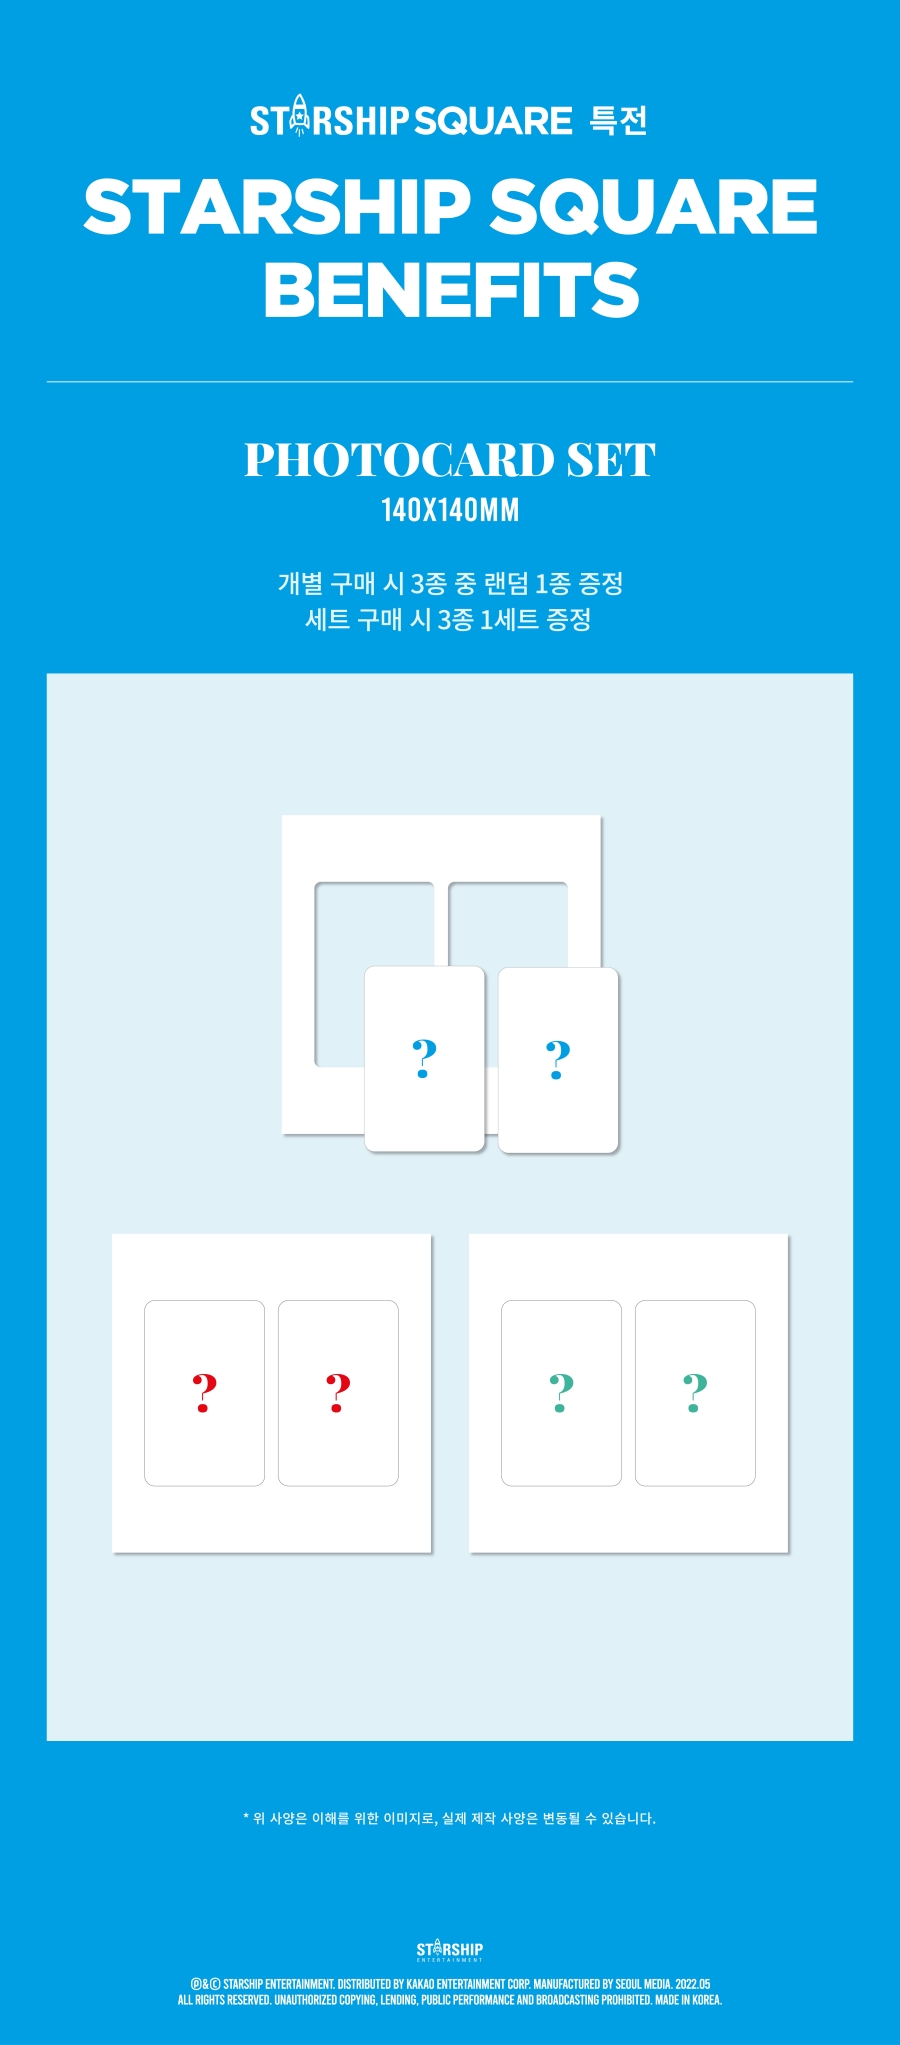 STARSHIP SQUARE 특전
STARSHIP SQUARE
BENEFITS
PHOTOCARD SET
140X140MM
개별 구매 시 3종 중 랜덤 1종 증정
세트 구매 시 3종 1세트 증정
? ?
? ? ? ?
* 위 사양은 이해를 위한 이미지로, 실제 제작 사양은 변동될 수 있습니다.
STARSHIP
ENTERTAINMENT
Ⓟ&Ⓒ STARSHIP ENTERTAINMENT. DISTRIBUTED BY KAKAO ENTERTAINMENT CORP. MANUFACTURED BY SEOUL MEDIA. 2022.05
ALL RIGHTS RESERVED. UNAUTHORIZED COPYING, LENDING, PUBLIC PERFORMANCE AND BROADCASTING PROHIBITED. MADE IN KOREA.